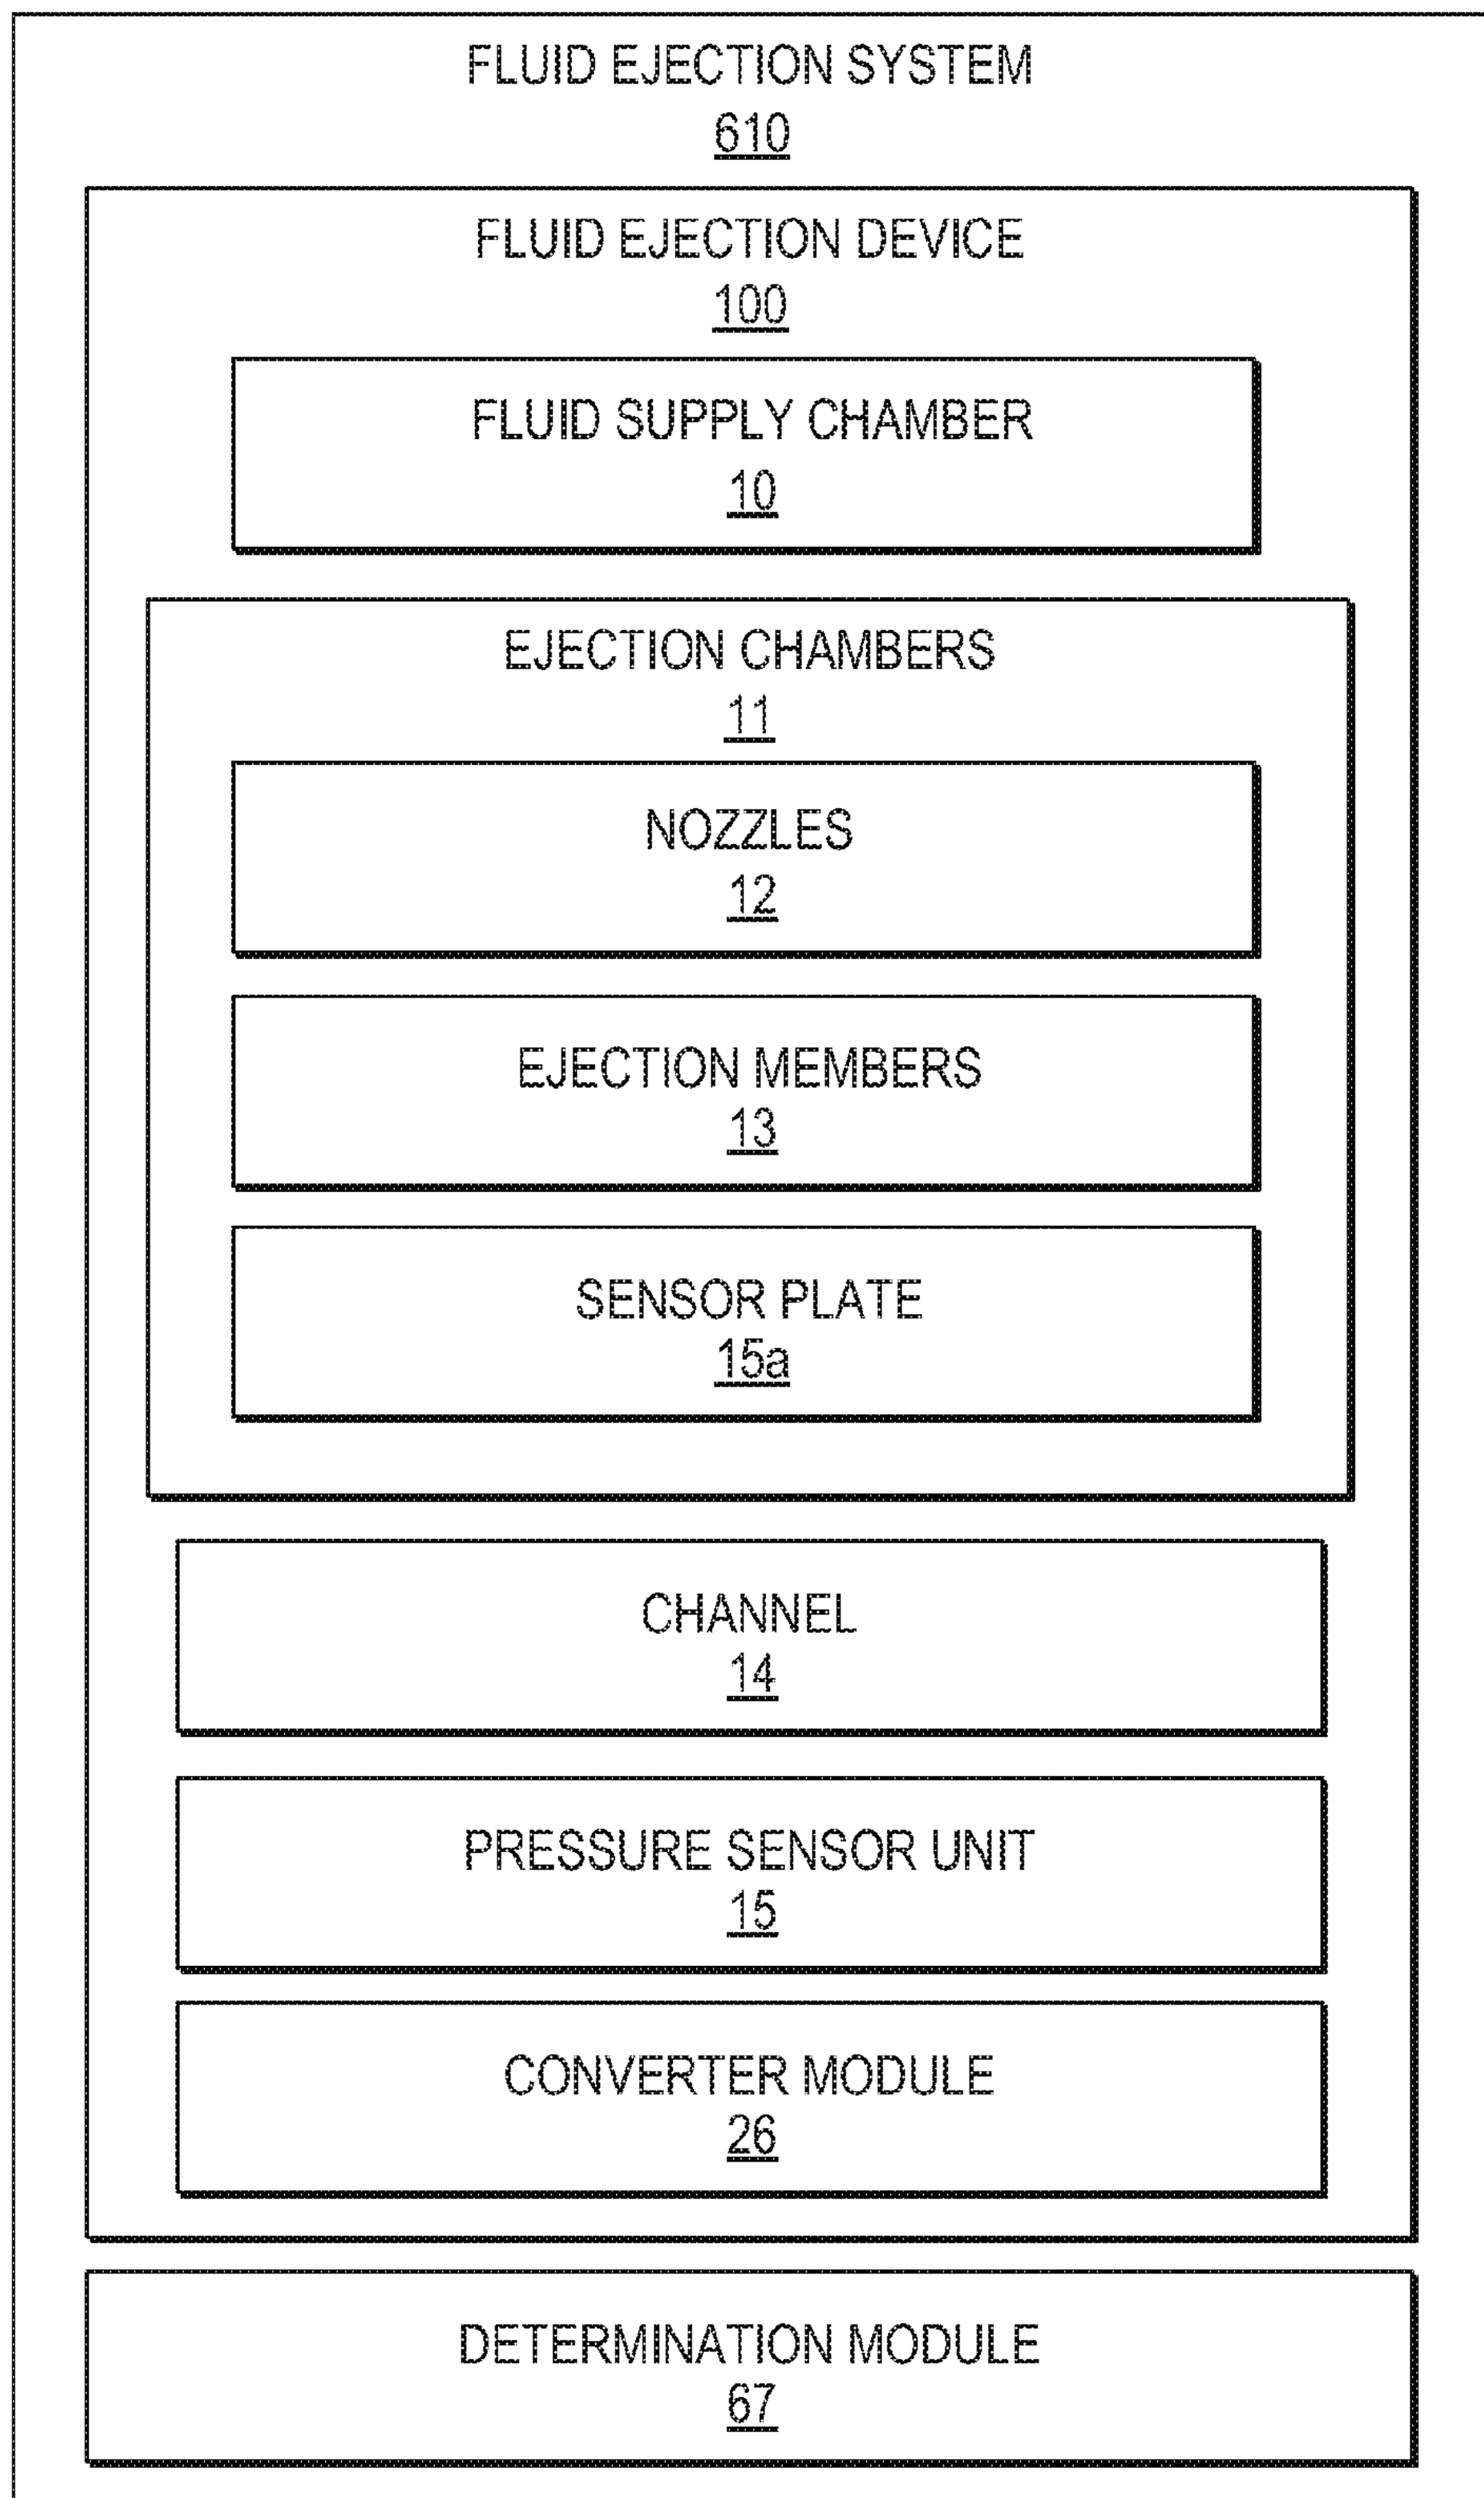 FLUID EJECTION SYSTEM
610
FLUID EJECTION DEVICE
100
FLUID SUPPLY CHAMBER
10
EJECTION CHAMBERS
11
NOZZLES
12
EJECTION MEMBERS
13
SENSOR PLATE
15a
CHANNEL
14
PRESSURE SENSOR UNIT
15
CONVERTER MODULE
26
DETERMINATION MODULE
67